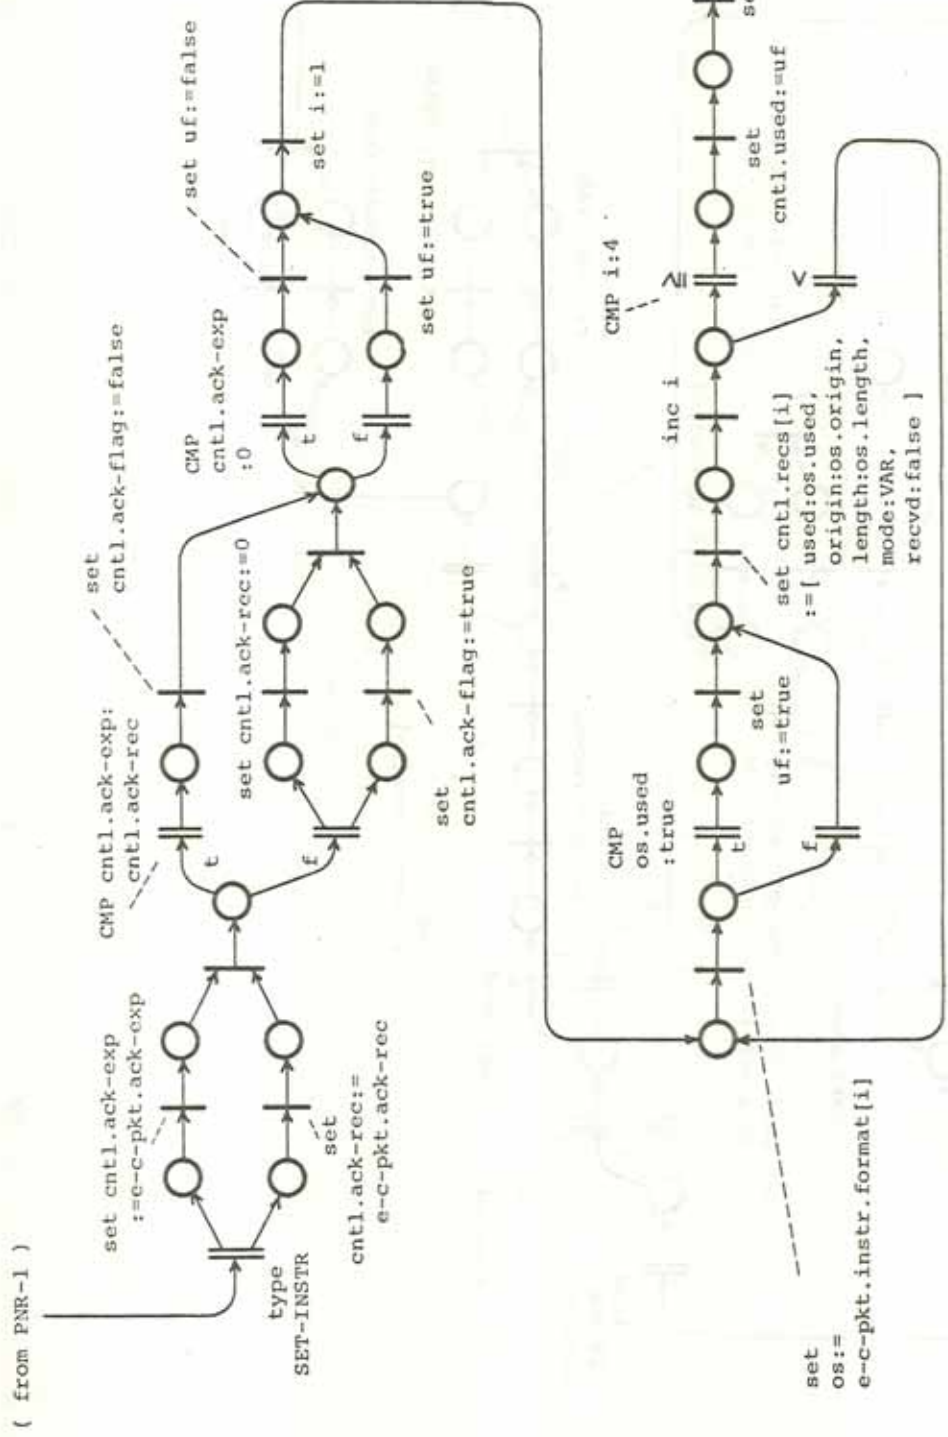 ( from PNR-1 )
type
SET-INSTR
set cntl.ack-exp
:=e-c-pkt.ack-exp
set
cntl.ack-rec:=
e-c-pkt.ack-rec
CMP cntl.ack-exp:
cntl.ack-rec
t
f
set
cntl.ack-flag:=false
set cntl.ack-rec:=0
set
cntl.ack-flag:=true
CMP
cntl.ack-exp
:0
t
f
set uf:=false
set uf:=true
set i:=1
set
os:=
e-c-pkt.instr.format[i]
CMP
os.used
:true
t
f
set
uf:=true
set cntl.recs[i]
:=[ used:os.used,
origin:os.origin,
length:os.length,
mode:VAR,
recvd:false ]
inc i
CMP i:4
≧
<
set
cntl.used:=uf